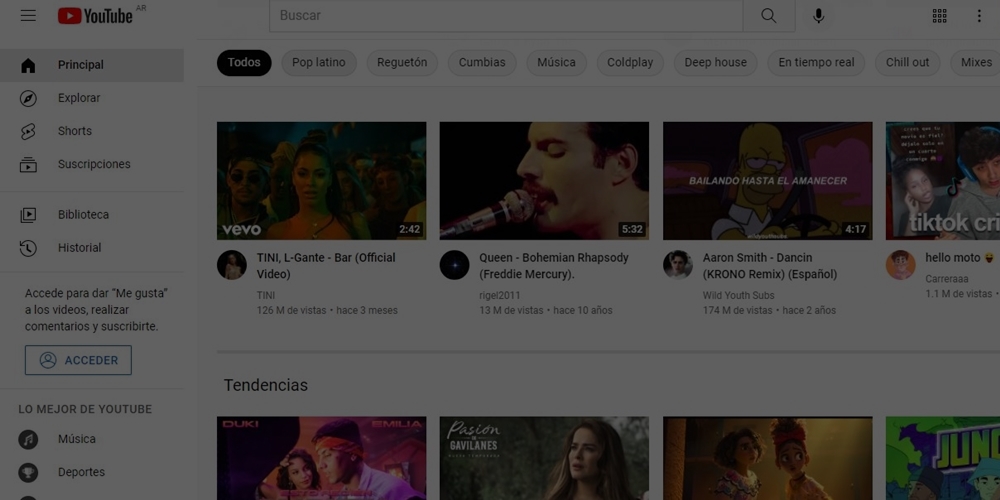 YouTube AR
Buscar
Principal
Explorar
Shorts
Suscripciones
Biblioteca
Historial
Accede para dar “Me gusta”
a los videos, realizar
comentarios y suscribirte.
ACCEDER
LO MEJOR DE YOUTUBE
Música
Deportes
Todos Pop latino Reguetón Cumbias Música Coldplay Deep house En tiempo real Chill out Mixes
vevo 2:42
TINI, L-Gante - Bar (Official
Video)
TINI
126 M de vistas • hace 3 meses
5:32
Queen - Bohemian Rhapsody
(Freddie Mercury).
rigel2011
13 M de vistas • hace 10 años
BAILANDO HASTA EL AMANECER
4:17
Aaron Smith - Dancin
(KRONO Remix) (Español)
Wild Youth Subs
174 M de vistas • hace 2 años
tiktok cri
hello moto
Carreraaa
1.1 M de vistas •
Tendencias
DUKI EMILIA
Pasión
DE
GAVILANES
JUNG